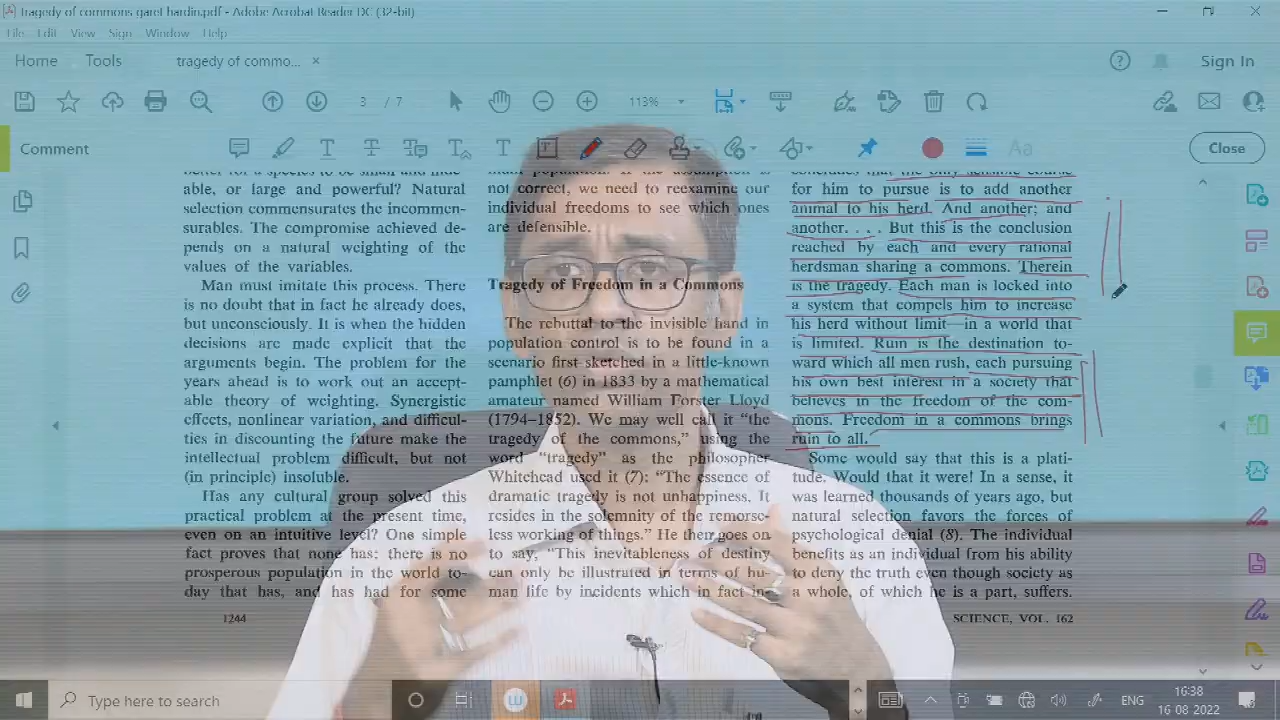 tragedy of commons garet hardin.pdf - Adobe Acrobat Reader DC (32-bit)
File Edit View Sign Window Help
Home Tools tragedy of commo... × Sign In
3 / 7 113%
Comment Close
able, or large and powerful? Natural
selection commensurates the incommen-
surables. The compromise achieved de-
pends on a natural weighting of the
values of the variables.
Man must imitate this process. There
is no doubt that in fact he already does,
but unconsciously. It is when the hidden
decisions are made explicit that the
arguments begin. The problem for the
years ahead is to work out an accept-
able theory of weighting. Synergistic
effects, nonlinear variation, and difficul-
ties in discounting the future make the
intellectual problem difficult, but not
(in principle) insoluble.
Has any cultural group solved this
practical problem at the present time,
even on an intuitive level? One simple
fact proves that none has: there is no
prosperous population in the world to-
day that has, and has had for some
1244
not correct, we need to reexamine our
individual freedoms to see which ones
are defensible.
Tragedy of Freedom in a Commons
The rebuttal to the invisible hand in
population control is to be found in a
scenario first sketched in a little-known
pamphlet (6) in 1833 by a mathematical
amateur named William Forster Lloyd
(1794–1852). We may well call it “the
tragedy of the commons,” using the
word “tragedy” as the philosopher
Whitehead used it (7): “The essence of
dramatic tragedy is not unhappiness. It
resides in the solemnity of the remorse-
less working of things.” He then goes on
to say, “This inevitableness of destiny
can only be illustrated in terms of hu-
man life by incidents which in fact in-
concludes that the only sensible course
for him to pursue is to add another
animal to his herd. And another; and
another. . . . But this is the conclusion
reached by each and every rational
herdsman sharing a commons. Therein
is the tragedy. Each man is locked into
a system that compels him to increase
his herd without limit—in a world that
is limited. Ruin is the destination to-
ward which all men rush, each pursuing
his own best interest in a society that
believes in the freedom of the com-
mons. Freedom in a commons brings
ruin to all.
Some would say that this is a plati-
tude. Would that it were! In a sense, it
was learned thousands of years ago, but
natural selection favors the forces of
psychological denial (8). The individual
benefits as an individual from his ability
to deny the truth even though society as
a whole, of which he is a part, suffers.
SCIENCE, VOL. 162
Type here to search ENG 16:38
16-08-2022